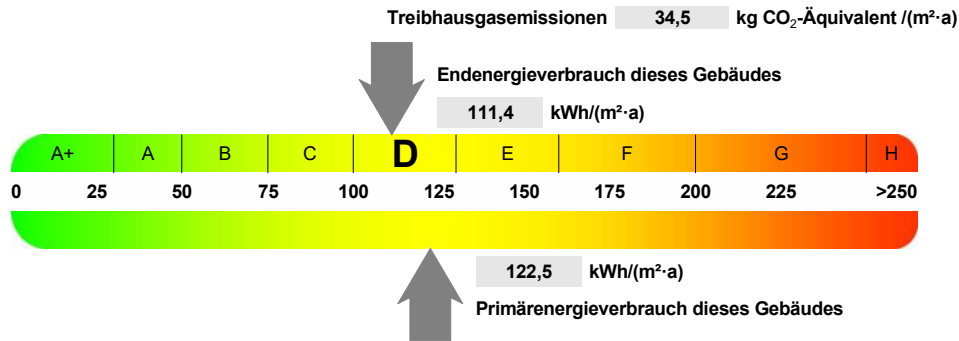 Treibhausgasemissionen 34,5 kg CO₂-Äquivalent /(m²·a)
Endenergieverbrauch dieses Gebäudes
111,4 kWh/(m²·a)
A+ A B C D E F G H
0 25 50 75 100 125 150 175 200 225 >250
122,5 kWh/(m²·a)
Primärenergieverbrauch dieses Gebäudes